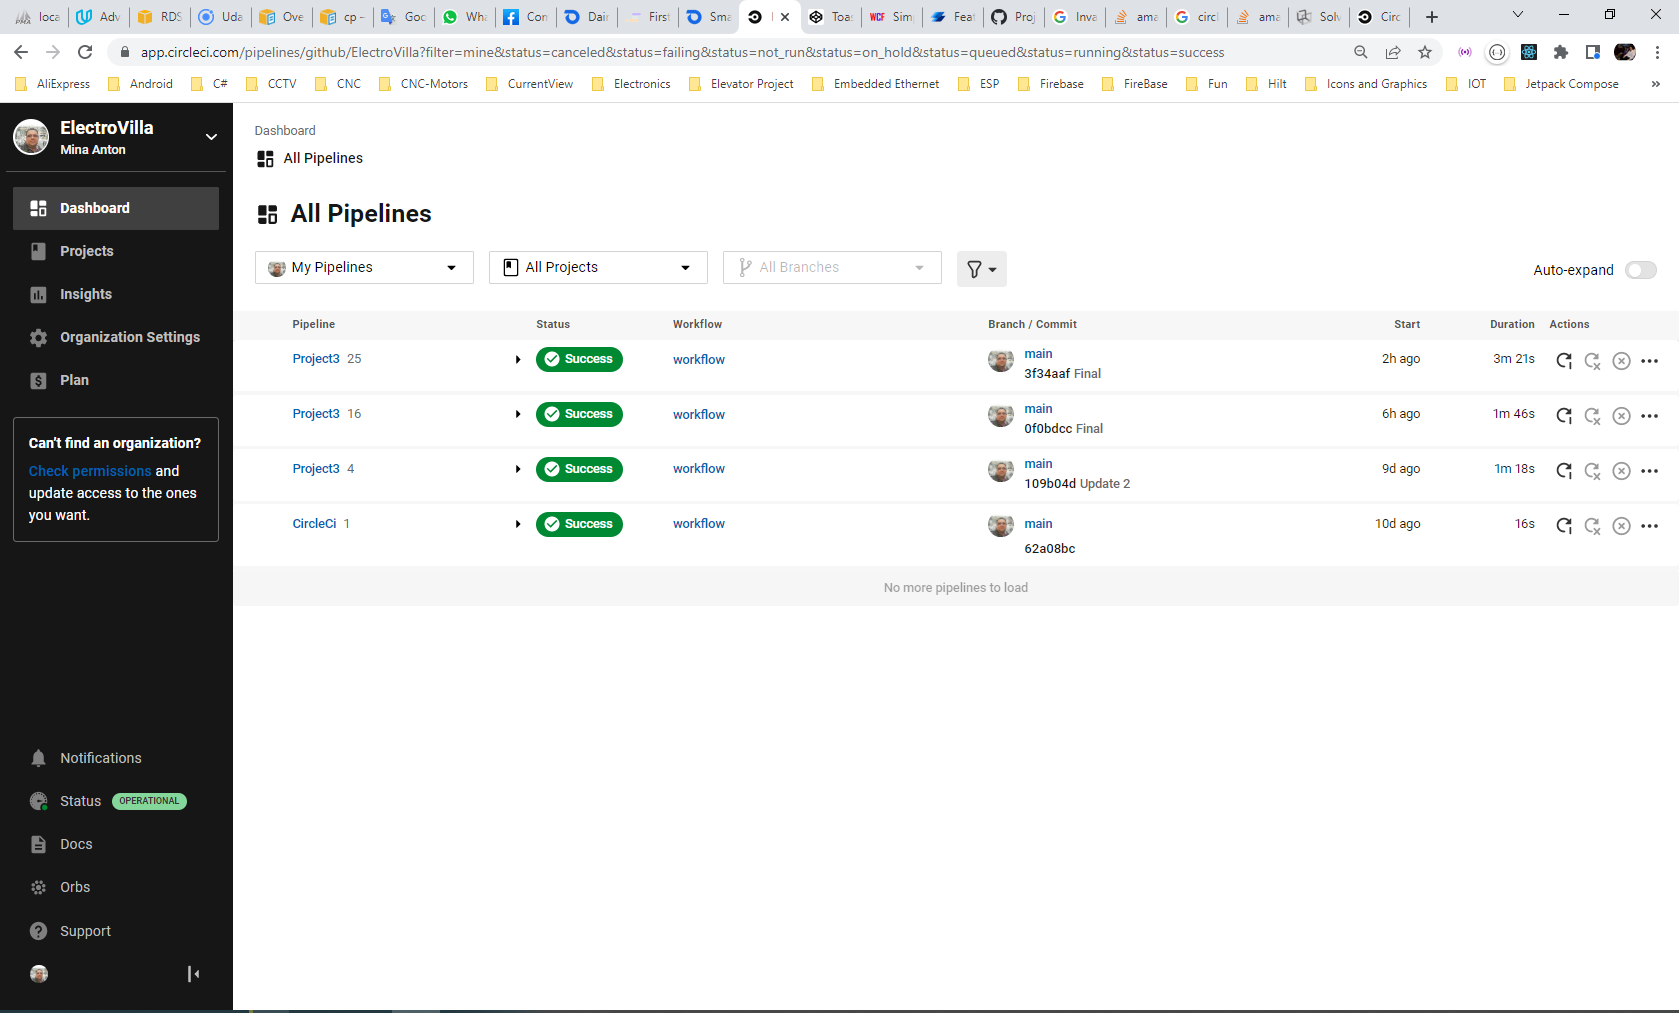 loca
Adv
RDS
Uda
Ove
cp -
Goo
Wha
Con
Dair
First
Sma
Toas
WCF Simp
Feat
Proj
Inva
ama
circl
ama
Solv
Circ
app.circleci.com/pipelines/github/ElectroVilla?filter=mine&status=canceled&status=failing&status=not_run&status=on_hold&status=queued&status=running&status=success
AliExpress Android C# CCTV CNC CNC-Motors CurrentView Electronics Elevator Project Embedded Ethernet ESP Firebase FireBase Fun Hilt Icons and Graphics IOT Jetpack Compose »
ElectroVilla
Mina Anton
Dashboard
Projects
Insights
Organization Settings
Plan
Can't find an organization?
Check permissions and
update access to the ones
you want.
Notifications
Status OPERATIONAL
Docs
Orbs
Support
Dashboard
All Pipelines
All Pipelines
My Pipelines All Projects All Branches Auto-expand
Pipeline Status Workflow Branch / Commit Start Duration Actions
Project3 25 Success workflow main 2h ago 3m 21s
3f34aaf Final
Project3 16 Success workflow main 6h ago 1m 46s
0f0bdcc Final
Project3 4 Success workflow main 9d ago 1m 18s
109b04d Update 2
CircleCi 1 Success workflow main 10d ago 16s
62a08bc
No more pipelines to load